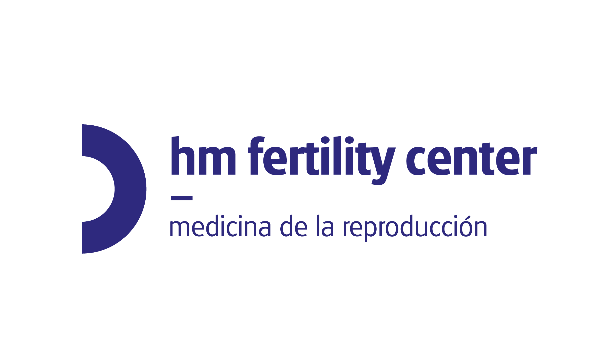 hm fertility center
medicina de la reproducción